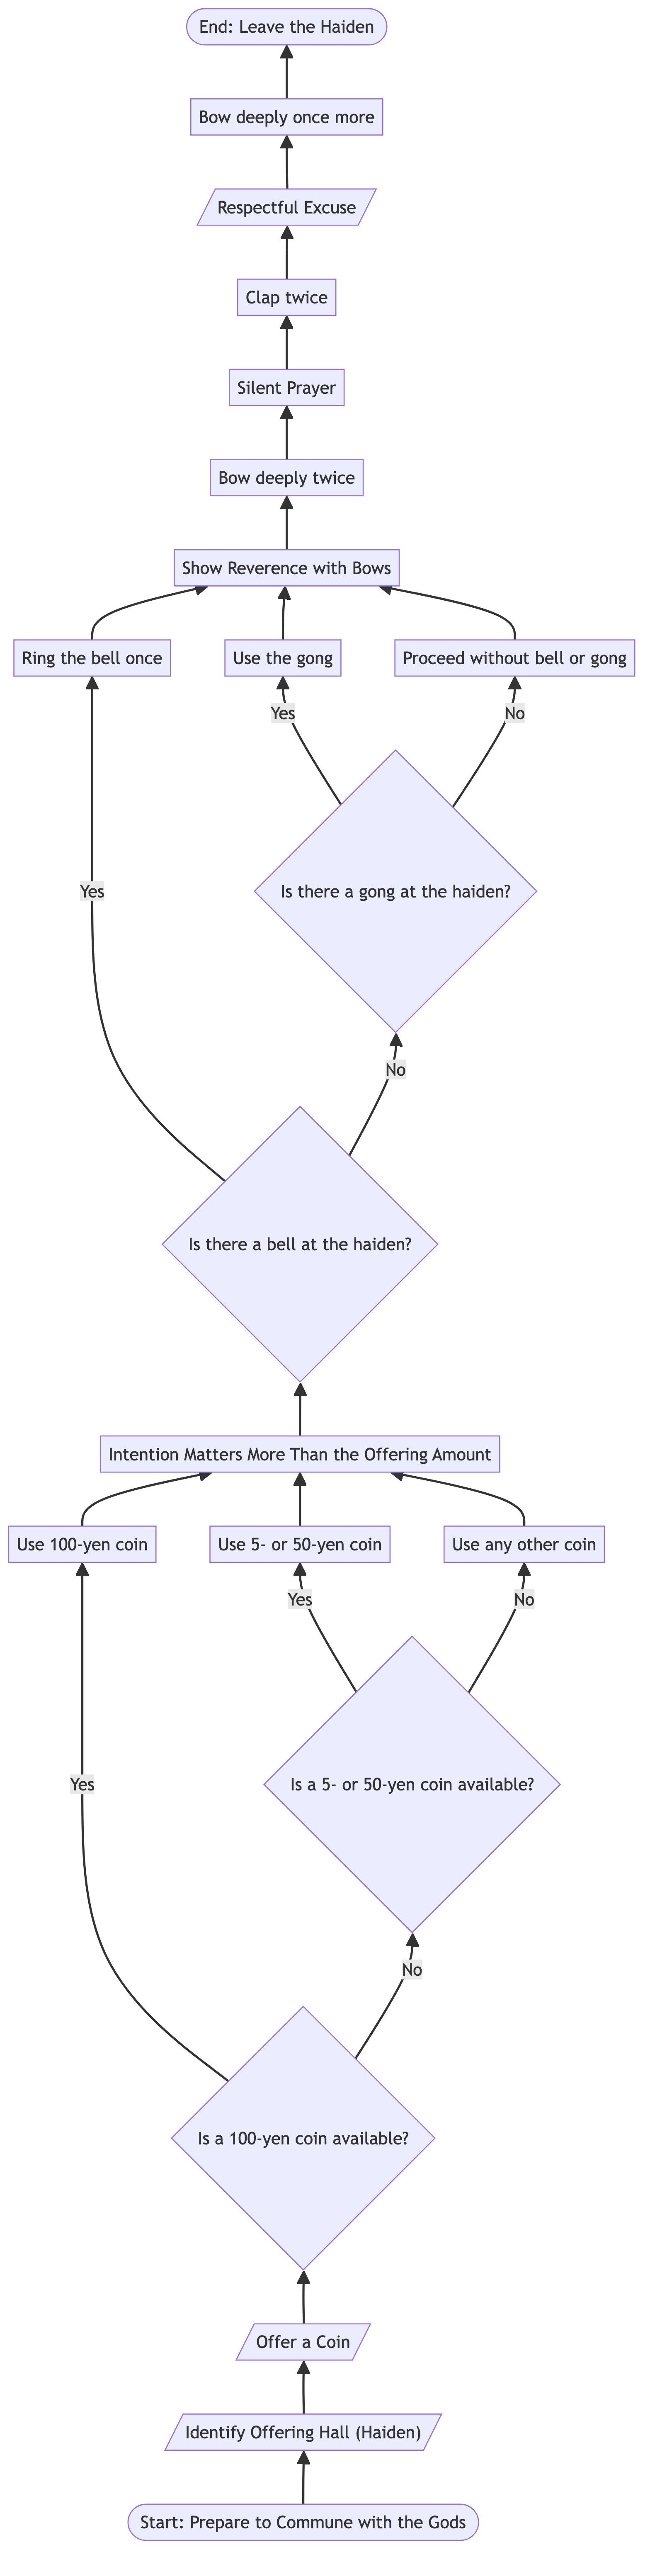 End: Leave the Haiden
Bow deeply once more
Respectful Excuse
Clap twice
Silent Prayer
Bow deeply twice
Show Reverence with Bows
Ring the bell once
Use the gong
Proceed without bell or gong
Yes
No
Is there a gong at the haiden?
Yes
No
Is there a bell at the haiden?
Intention Matters More Than the Offering Amount
Use 100-yen coin
Use 5- or 50-yen coin
Use any other coin
Yes
No
Is a 5- or 50-yen coin available?
Yes
No
Is a 100-yen coin available?
Offer a Coin
Identify Offering Hall (Haiden)
Start: Prepare to Commune with the Gods